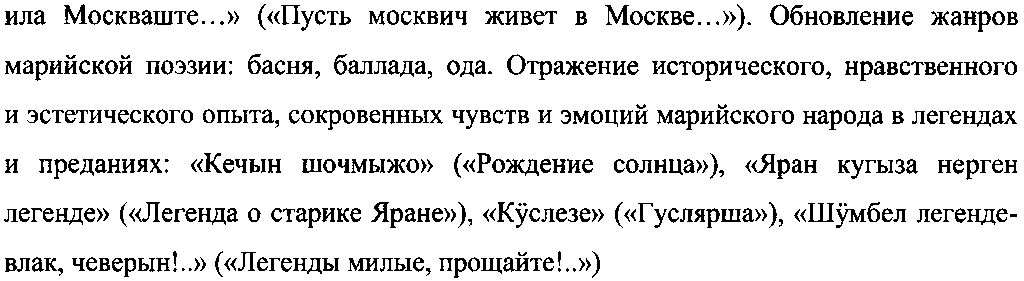 ила Москваште…» («Пусть москвич живет в Москве…»). Обновление жанров
марийской поэзии: басня, баллада, ода. Отражение исторического, нравственного
и эстетического опыта, сокровенных чувств и эмоций марийского народа в легендах
и преданиях: «Кечын шочмыжо» («Рождение солнца»), «Яран кугыза нерген
легенде» («Легенда о старике Яране»), «Кӱслезе» («Гуслярша»), «Шӱмбел легенде-
влак, чеверын!..» («Легенды милые, прощайте!..»)